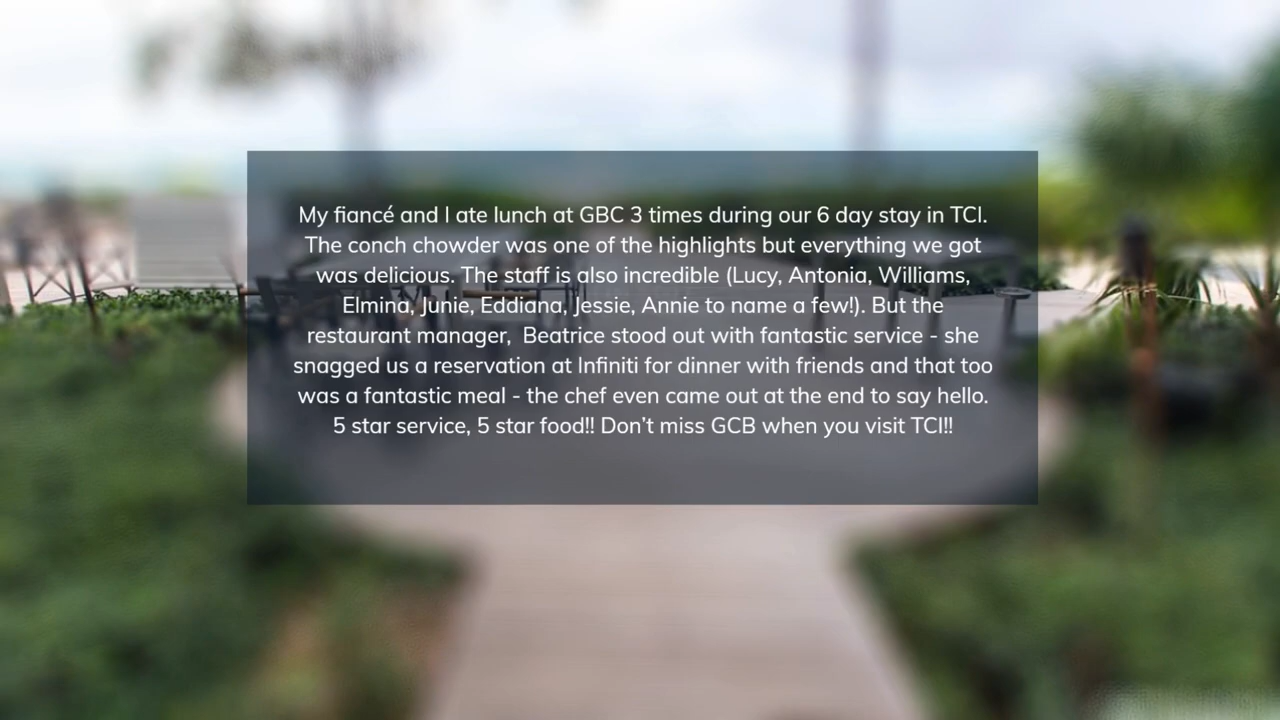 My fiancé and I ate lunch at GBC 3 times during our 6 day stay in TCI.
The conch chowder was one of the highlights but everything we got
was delicious. The staff is also incredible (Lucy, Antonia, Williams,
Elmina, Junie, Eddiana, Jessie, Annie to name a few!). But the
restaurant manager,  Beatrice stood out with fantastic service - she
snagged us a reservation at Infiniti for dinner with friends and that too
was a fantastic meal - the chef even came out at the end to say hello.
5 star service, 5 star food!! Don’t miss GCB when you visit TCI!!